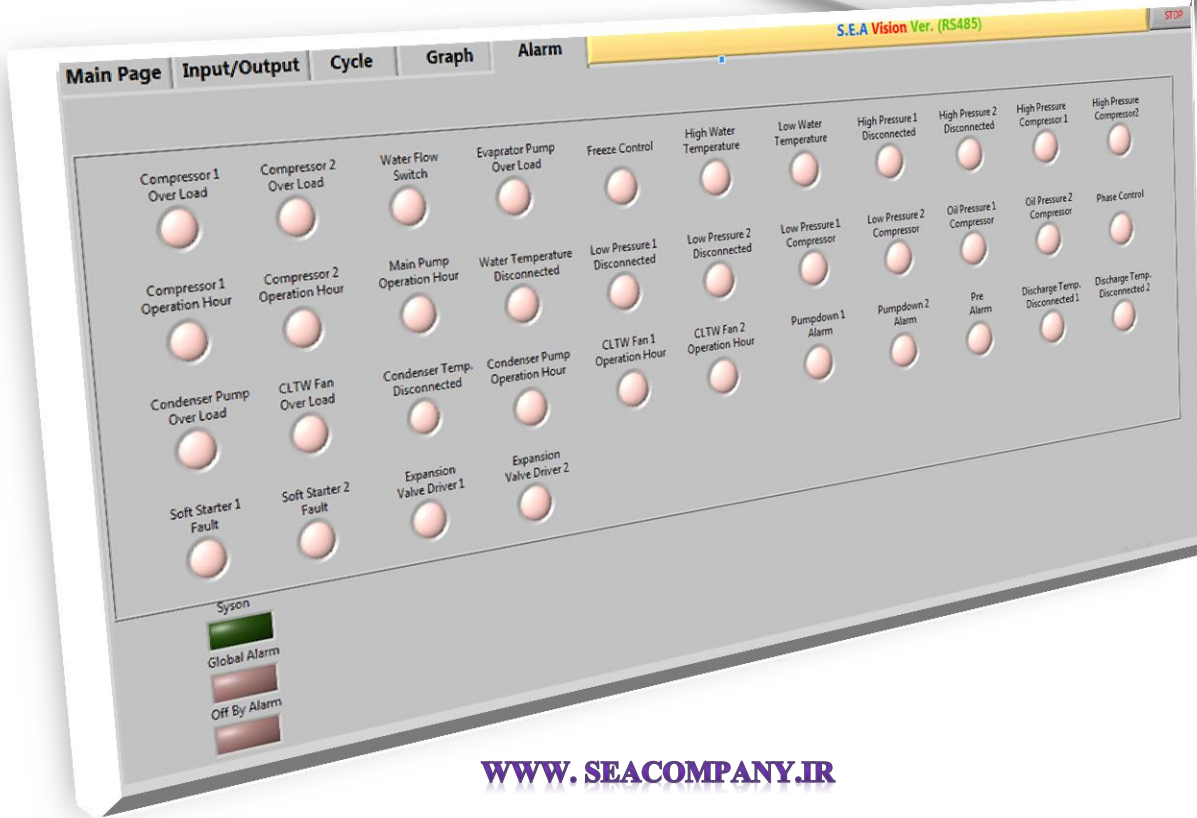 S.E.A Vision Ver. (RS485)
STOP
Main Page
Input/Output
Cycle
Graph
Alarm
Compressor 1
Over Load
Compressor 2
Over Load
Water Flow
Switch
Evaprator Pump
Over Load
Freeze Control
High Water
Temperature
Low Water
Temperature
High Pressure 1
Disconnected
High Pressure 2
Disconnected
High Pressure
Compressor 1
High Pressure
Compressor2
Compressor 1
Operation Hour
Compressor 2
Operation Hour
Main Pump
Operation Hour
Water Temperature
Disconnected
Low Pressure 1
Disconnected
Low Pressure 2
Disconnected
Low Pressure 1
Compressor
Low Pressure 2
Compressor
Oil Pressure 1
Compressor
Oil Pressure 2
Compressor
Phase Control
Condenser Pump
Over Load
CLTW Fan
Over Load
Condenser Temp.
Disconnected
Condenser Pump
Operation Hour
CLTW Fan 1
Operation Hour
CLTW Fan 2
Operation Hour
Pumpdown 1
Alarm
Pumpdown 2
Alarm
Pre
Alarm
Discharge Temp.
Disconnected 1
Discharge Temp.
Disconnected 2
Soft Starter 1
Fault
Soft Starter 2
Fault
Expansion
Valve Driver 1
Expansion
Valve Driver 2
Syson
Global Alarm
Off By Alarm
WWW. SEACOMPANY.IR